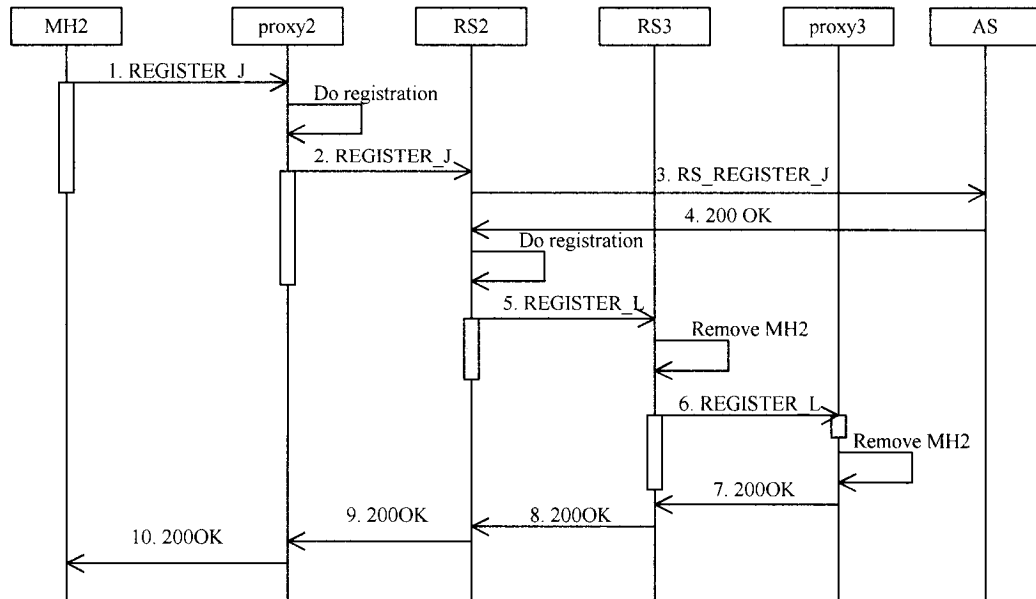 MH2
proxy2
RS2
RS3
proxy3
AS
1. REGISTER_J
Do registration
2. REGISTER_J
3. RS_REGISTER_J
4. 200 OK
Do registration
5. REGISTER_L
Remove MH2
6. REGISTER_L
Remove MH2
7. 200OK
8. 200OK
9. 200OK
10. 200OK